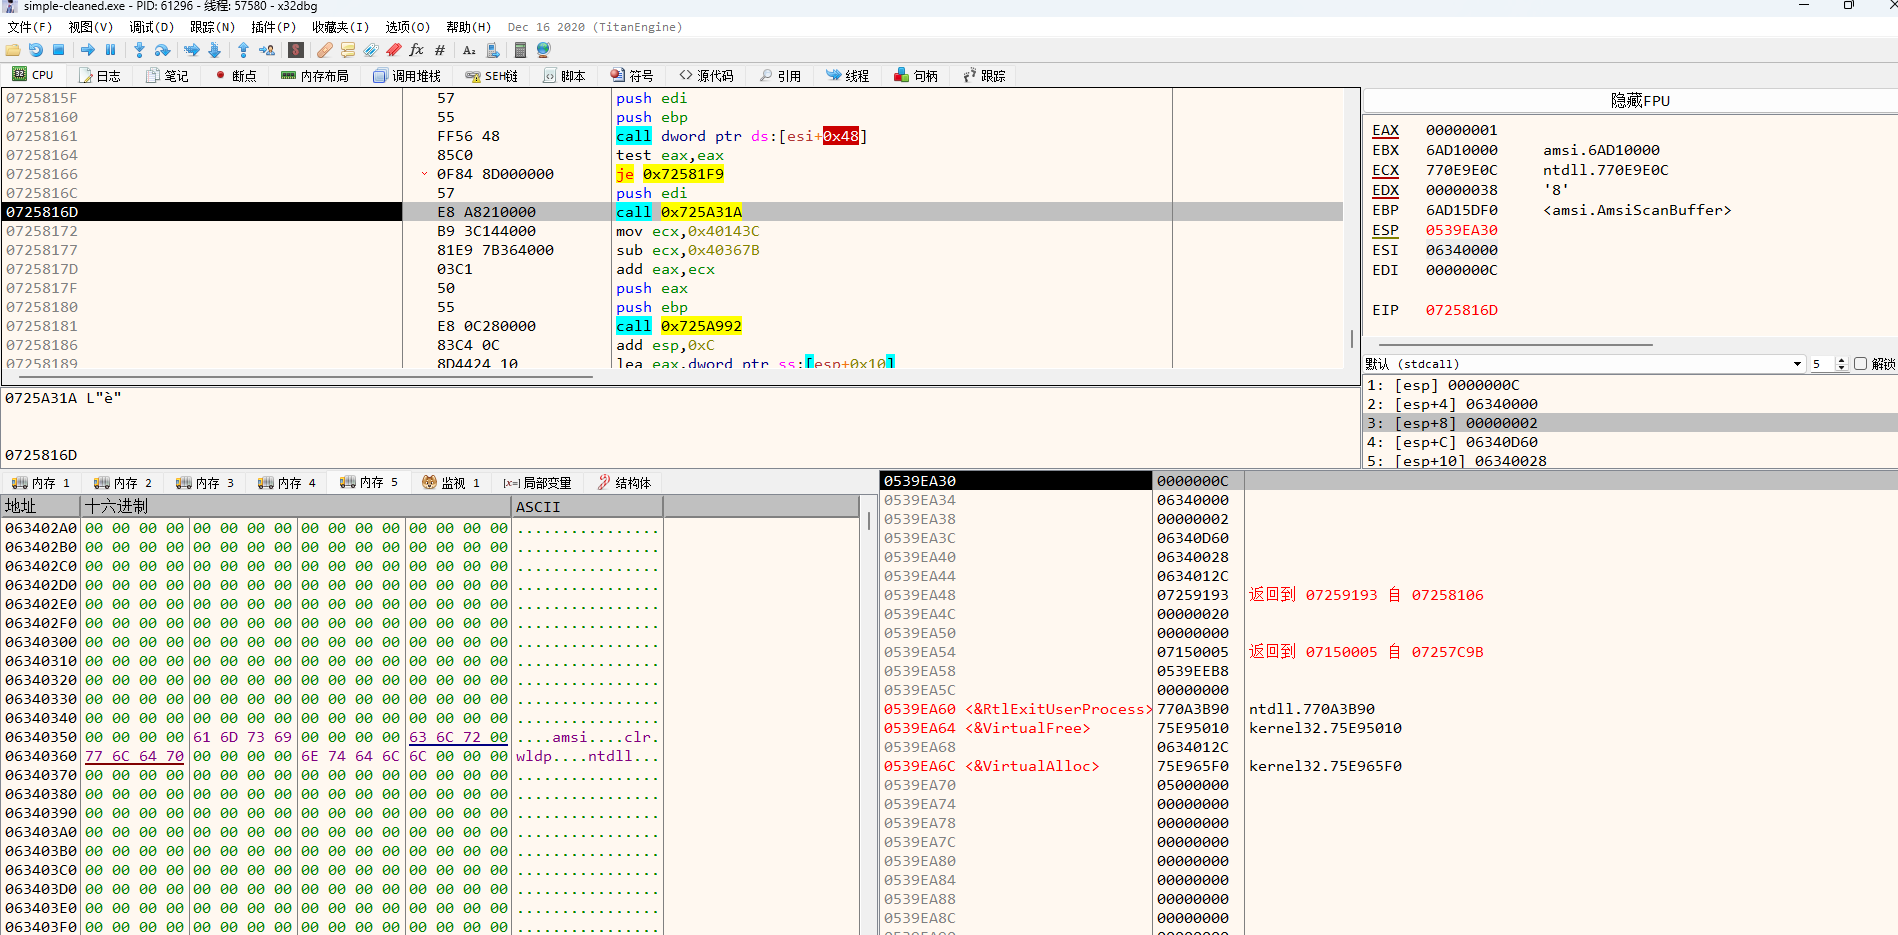 simple-cleaned.exe - PID: 61296 - 线程: 57580 - x32dbg
文件(F) 视图(V) 调试(D) 跟踪(N) 插件(P) 收藏夹(I) 选项(O) 帮助(H) Dec 16 2020 (TitanEngine)
CPU 日志 笔记 断点 内存布局 调用堆栈 SEH链 脚本 符号 源代码 引用 线程 句柄 跟踪
0725815F 57 push edi
07258160 55 push ebp
07258161 FF56 48 call dword ptr ds:[esi+0x48]
07258164 85C0 test eax,eax
07258166 0F84 8D000000 je 0x72581F9
0725816C 57 push edi
0725816D E8 A8210000 call 0x725A31A
07258172 B9 3C144000 mov ecx,0x40143C
07258177 81E9 7B364000 sub ecx,0x40367B
0725817D 03C1 add eax,ecx
0725817F 50 push eax
07258180 55 push ebp
07258181 E8 0C280000 call 0x725A992
07258186 83C4 0C add esp,0xC
07258189 8D4424 10 lea eax,dword ptr ss:[esp+0x10]
隐藏FPU
EAX 00000001
EBX 6AD10000 amsi.6AD10000
ECX 770E9E0C ntdll.770E9E0C
EDX 00000038 '8'
EBP 6AD15DF0 <amsi.AmsiScanBuffer>
ESP 0539EA30
ESI 06340000
EDI 0000000C
EIP 0725816D
默认 (stdcall) 5 解锁
1: [esp] 0000000C
2: [esp+4] 06340000
3: [esp+8] 00000002
4: [esp+C] 06340D60
5: [esp+10] 06340028
0725A31A L"è"
0725816D
内存 1 内存 2 内存 3 内存 4 内存 5 监视 1 [x=] 局部变量 结构体
地址 十六进制 ASCII
063402A0 00 00 00 00 00 00 00 00 00 00 00 00 00 00 00 00 ................
063402B0 00 00 00 00 00 00 00 00 00 00 00 00 00 00 00 00 ................
063402C0 00 00 00 00 00 00 00 00 00 00 00 00 00 00 00 00 ................
063402D0 00 00 00 00 00 00 00 00 00 00 00 00 00 00 00 00 ................
063402E0 00 00 00 00 00 00 00 00 00 00 00 00 00 00 00 00 ................
063402F0 00 00 00 00 00 00 00 00 00 00 00 00 00 00 00 00 ................
06340300 00 00 00 00 00 00 00 00 00 00 00 00 00 00 00 00 ................
06340310 00 00 00 00 00 00 00 00 00 00 00 00 00 00 00 00 ................
06340320 00 00 00 00 00 00 00 00 00 00 00 00 00 00 00 00 ................
06340330 00 00 00 00 00 00 00 00 00 00 00 00 00 00 00 00 ................
06340340 00 00 00 00 00 00 00 00 00 00 00 00 00 00 00 00 ................
06340350 00 00 00 00 61 6D 73 69 00 00 00 00 63 6C 72 00 ....amsi....clr.
06340360 77 6C 64 70 00 00 00 00 6E 74 64 6C 6C 00 00 00 wldp....ntdll...
06340370 00 00 00 00 00 00 00 00 00 00 00 00 00 00 00 00 ................
06340380 00 00 00 00 00 00 00 00 00 00 00 00 00 00 00 00 ................
06340390 00 00 00 00 00 00 00 00 00 00 00 00 00 00 00 00 ................
063403A0 00 00 00 00 00 00 00 00 00 00 00 00 00 00 00 00 ................
063403B0 00 00 00 00 00 00 00 00 00 00 00 00 00 00 00 00 ................
063403C0 00 00 00 00 00 00 00 00 00 00 00 00 00 00 00 00 ................
063403D0 00 00 00 00 00 00 00 00 00 00 00 00 00 00 00 00 ................
063403E0 00 00 00 00 00 00 00 00 00 00 00 00 00 00 00 00 ................
063403F0 00 00 00 00 00 00 00 00 00 00 00 00 00 00 00 00 ................
0539EA30 0000000C
0539EA34 06340000
0539EA38 00000002
0539EA3C 06340D60
0539EA40 06340028
0539EA44 0634012C
0539EA48 07259193 返回到 07259193 自 07258106
0539EA4C 00000020
0539EA50 00000000
0539EA54 07150005 返回到 07150005 自 07257C9B
0539EA58 0539EEB8
0539EA5C 00000000
0539EA60 <&RtlExitUserProcess> 770A3B90 ntdll.770A3B90
0539EA64 <&VirtualFree> 75E95010 kernel32.75E95010
0539EA68 0634012C
0539EA6C <&VirtualAlloc> 75E965F0 kernel32.75E965F0
0539EA70 05000000
0539EA74 00000000
0539EA78 00000000
0539EA7C 00000000
0539EA80 00000000
0539EA84 00000000
0539EA88 00000000
0539EA8C 00000000